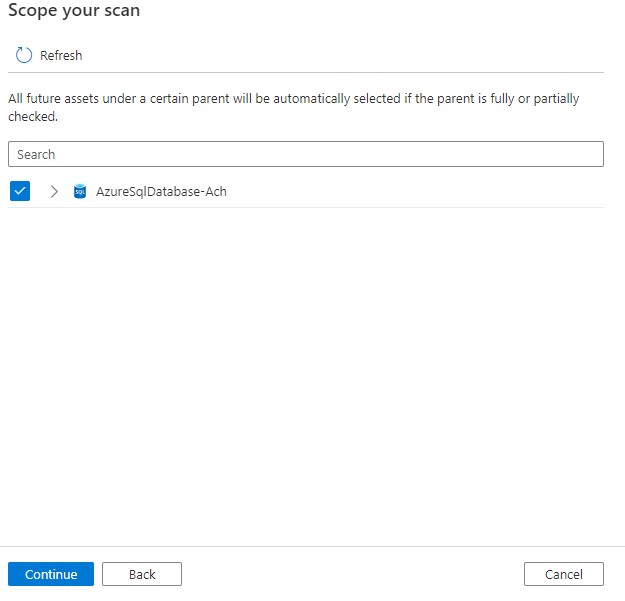 Scope your scan
Refresh
All future assets under a certain parent will be automatically selected if the parent is fully or partially
checked.
Search
SQL
AzureSqlDatabase-Ach
Continue
Back
Cancel